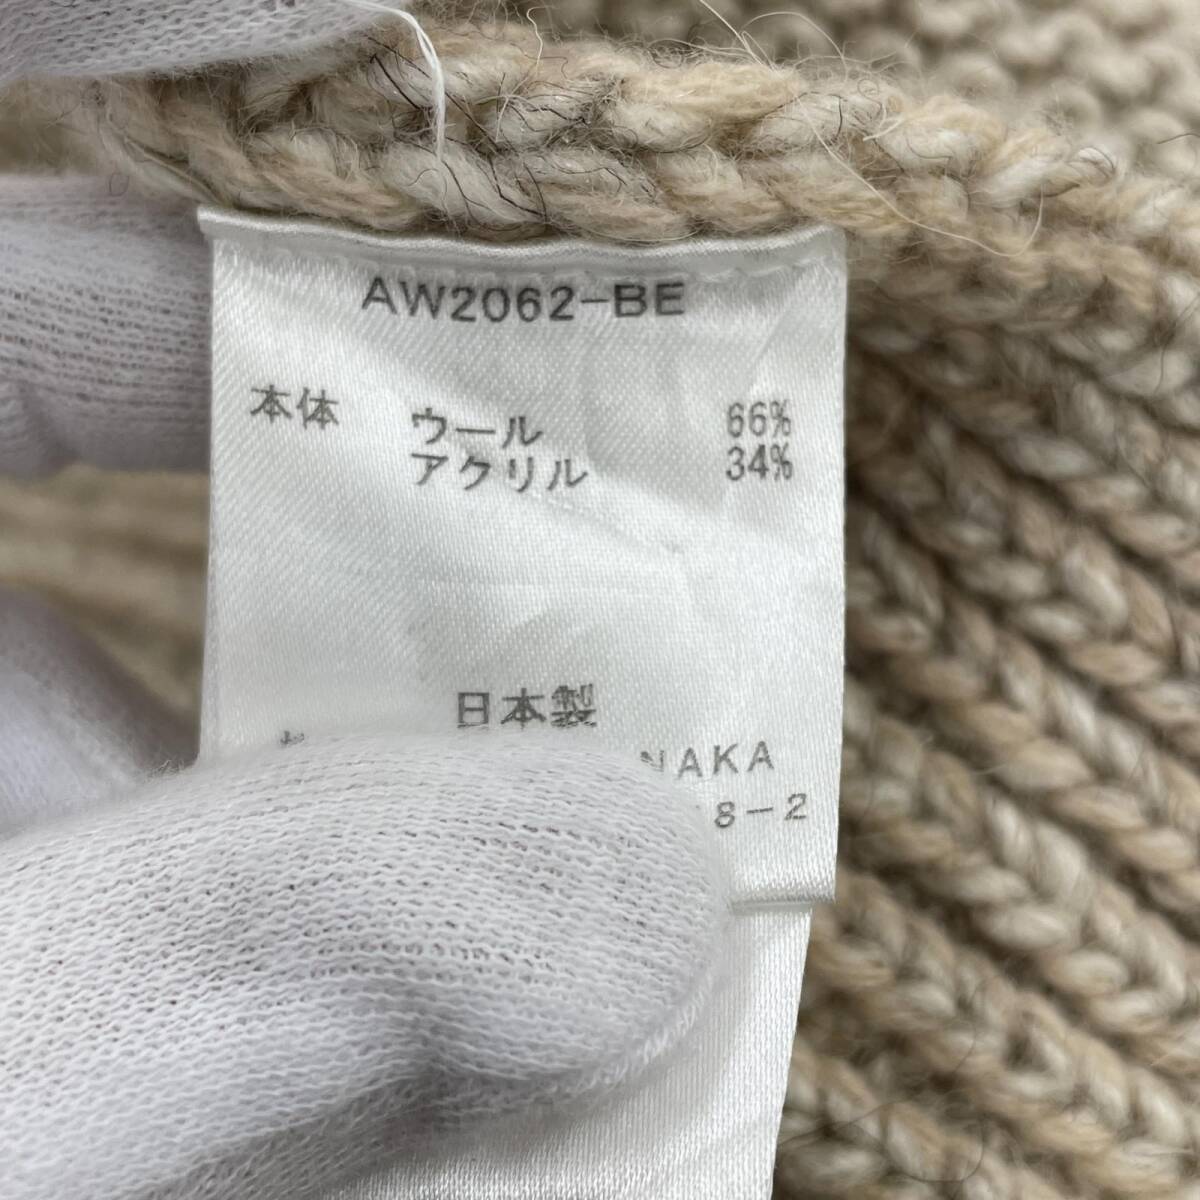 AW2062-BE
本体 ウール 66%
アクリル 34%
日本製
NAKA
8-2